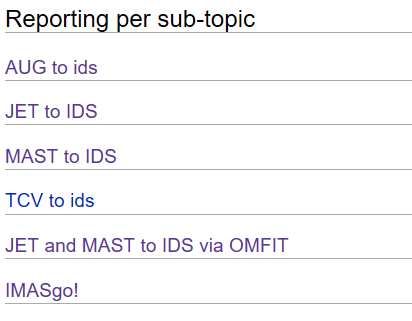 Reporting per sub-topic
AUG to ids
JET to IDS
MAST to IDS
TCV to ids
JET and MAST to IDS via OMFIT
IMASgo!